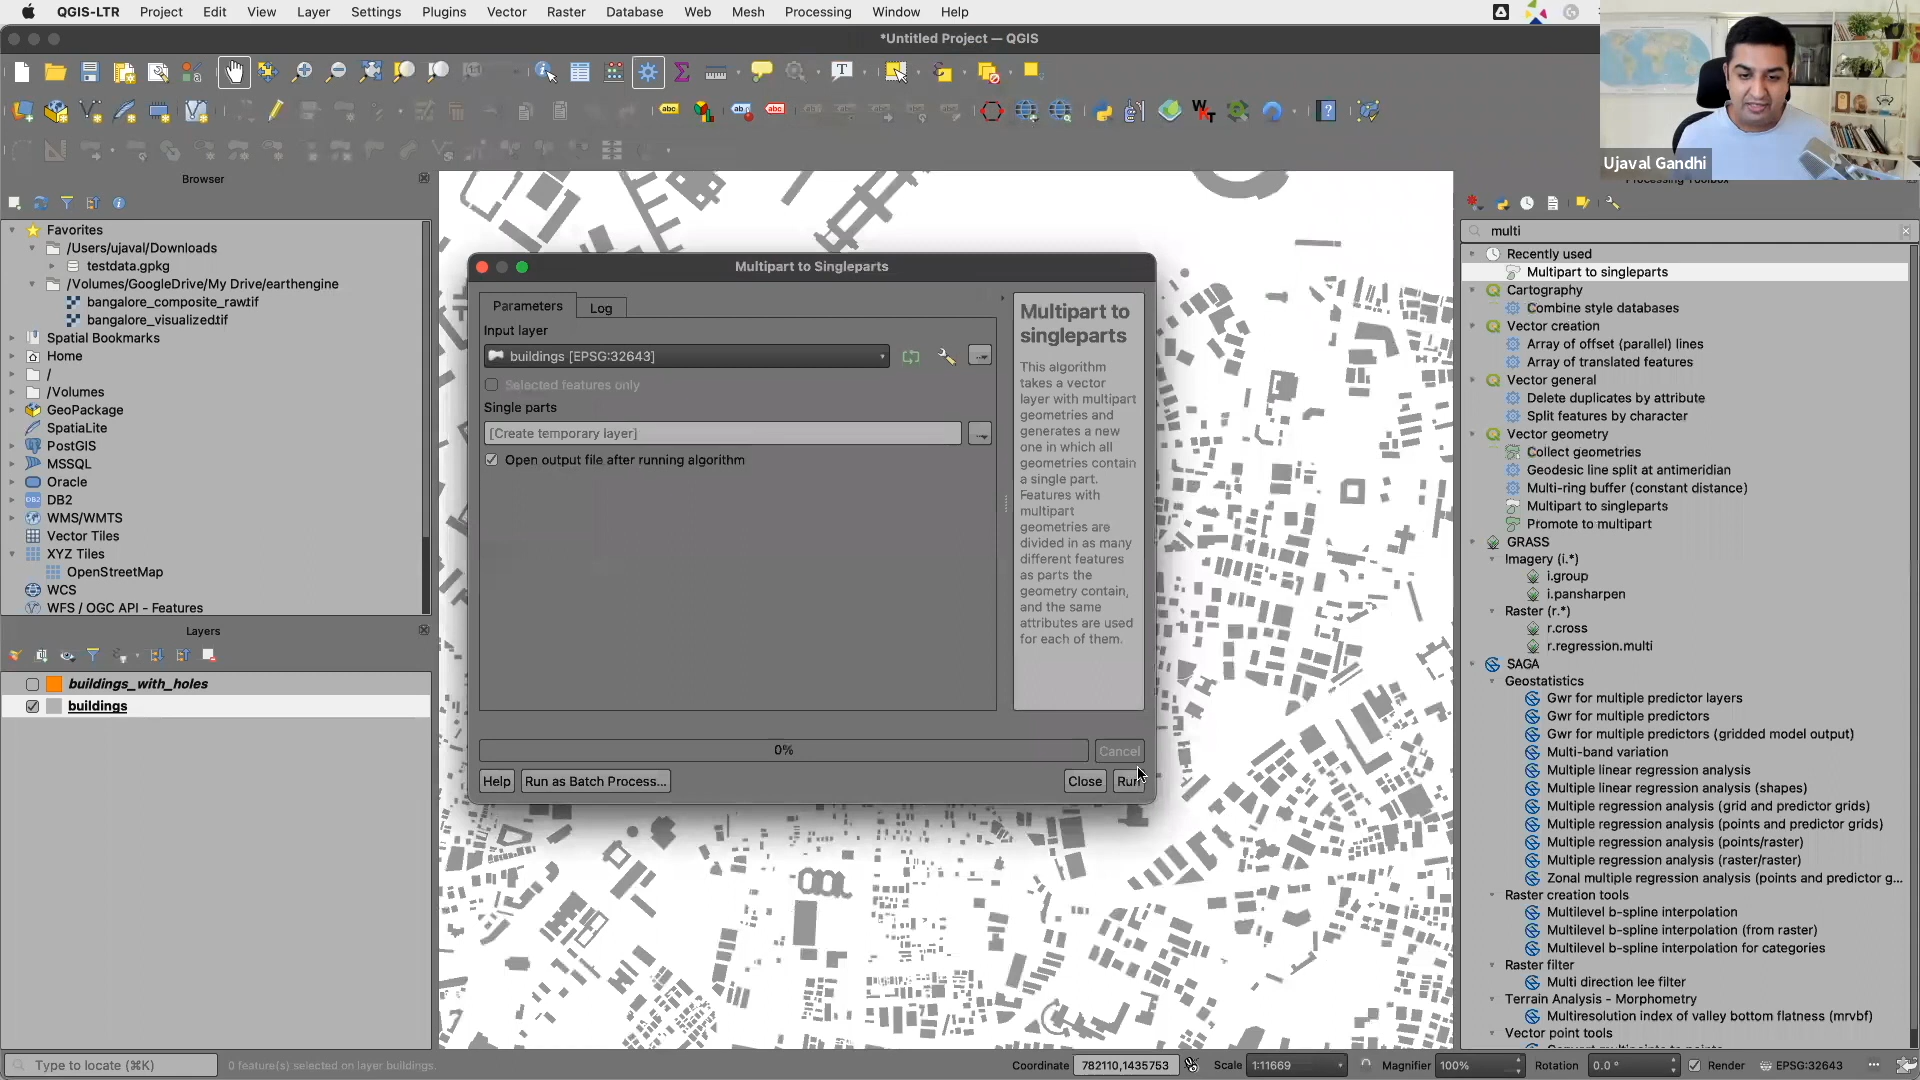 QGIS-LTR Project Edit View Layer Settings Plugins Vector Raster Database Web Mesh Processing Window Help
*Untitled Project — QGIS
Ujaval Gandhi
Browser
Favorites
/Users/ujaval/Downloads
testdata.gpkg
/Volumes/GoogleDrive/My Drive/earthengine
bangalore_composite_raw.tif
bangalore_visualized.tif
Spatial Bookmarks
Home
/
/Volumes
GeoPackage
SpatiaLite
PostGIS
MSSQL
Oracle
DB2
WMS/WMTS
Vector Tiles
XYZ Tiles
OpenStreetMap
WCS
WFS / OGC API - Features
Layers
buildings_with_holes
buildings
Multipart to Singleparts
Parameters Log
Input layer
buildings [EPSG:32643]
Selected features only
Single parts
[Create temporary layer]
Open output file after running algorithm
Multipart to
singleparts
This algorithm
takes a vector
layer with multipart
geometries and
generates a new
one in which all
geometries contain
a single part.
Features with
multipart
geometries are
divided in as many
different features
as parts the
geometry contain,
and the same
attributes are used
for each of them.
0%
Cancel
Help Run as Batch Process... Close Run
Processing Toolbox
multi
Recently used
Multipart to singleparts
Cartography
Combine style databases
Vector creation
Array of offset (parallel) lines
Array of translated features
Vector general
Delete duplicates by attribute
Split features by character
Vector geometry
Collect geometries
Geodesic line split at antimeridian
Multi-ring buffer (constant distance)
Multipart to singleparts
Promote to multipart
GRASS
Imagery (i.*)
i.group
i.pansharpen
Raster (r.*)
r.cross
r.regression.multi
SAGA
Geostatistics
Gwr for multiple predictor layers
Gwr for multiple predictors
Gwr for multiple predictors (gridded model output)
Multi-band variation
Multiple linear regression analysis
Multiple linear regression analysis (shapes)
Multiple regression analysis (grid and predictor grids)
Multiple regression analysis (points and predictor grids)
Multiple regression analysis (points/raster)
Multiple regression analysis (raster/raster)
Zonal multiple regression analysis (points and predictor g...
Raster creation tools
Multilevel b-spline interpolation
Multilevel b-spline interpolation (from raster)
Multilevel b-spline interpolation for categories
Raster filter
Multi direction lee filter
Terrain Analysis - Morphometry
Multiresolution index of valley bottom flatness (mrvbf)
Vector point tools
Type to locate (⌘K) 0 feature(s) selected on layer buildings. Coordinate 782110,1435753 Scale 1:11669 Magnifier 100% Rotation 0.0 ° Render EPSG:32643